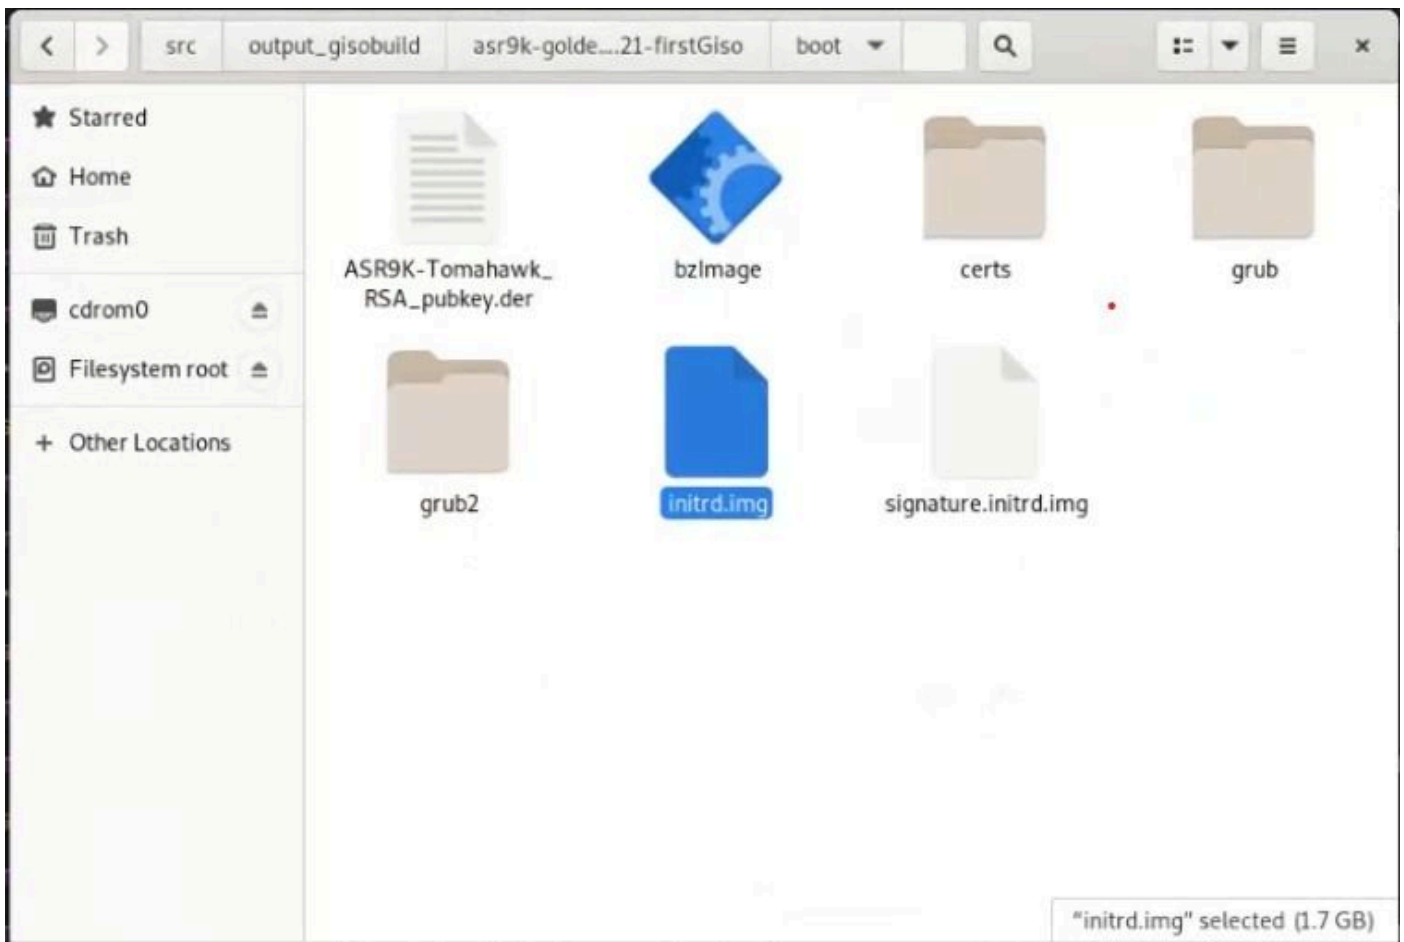 src output_gisobuild asr9k-golde....21-firstGiso boot
Starred
Home
Trash
cdrom0
Filesystem root
+ Other Locations
ASR9K-Tomahawk_
RSA_pubkey.der
bzImage
certs
grub
grub2
initrd.img
signature.initrd.img
"initrd.img" selected (1.7 GB)